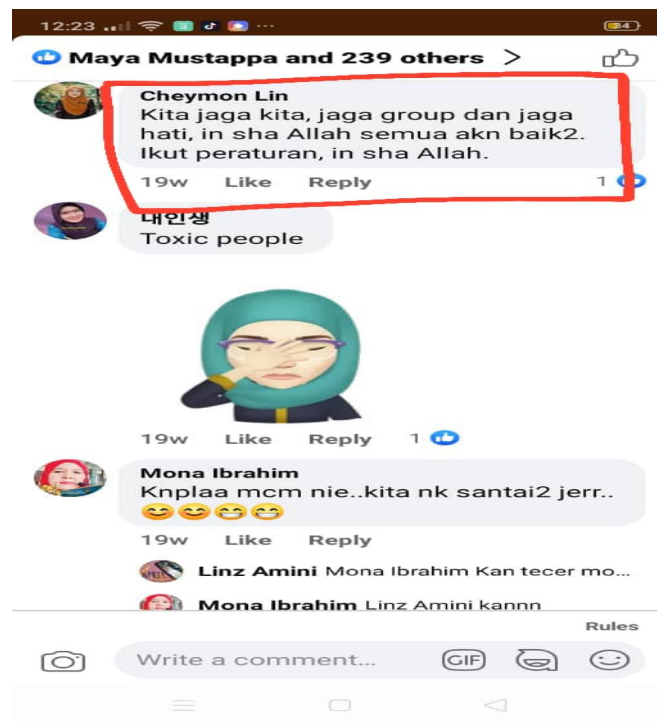 12:23
84
Maya Mustappa and 239 others >
Cheymon Lin
Kita jaga kita, jaga group dan jaga
hati, in sha Allah semua akn baik2.
Ikut peraturan, in sha Allah.
19w Like Reply 1
내인생
Toxic people
19w Like Reply 1
Mona Ibrahim
Knplaa mcm nie..kita nk santai2 jerr..
19w Like Reply
Linz Amini Mona Ibrahim Kan tecer mo...
Mona Ibrahim Linz Amini kannn
Rules
Write a comment...
GIF